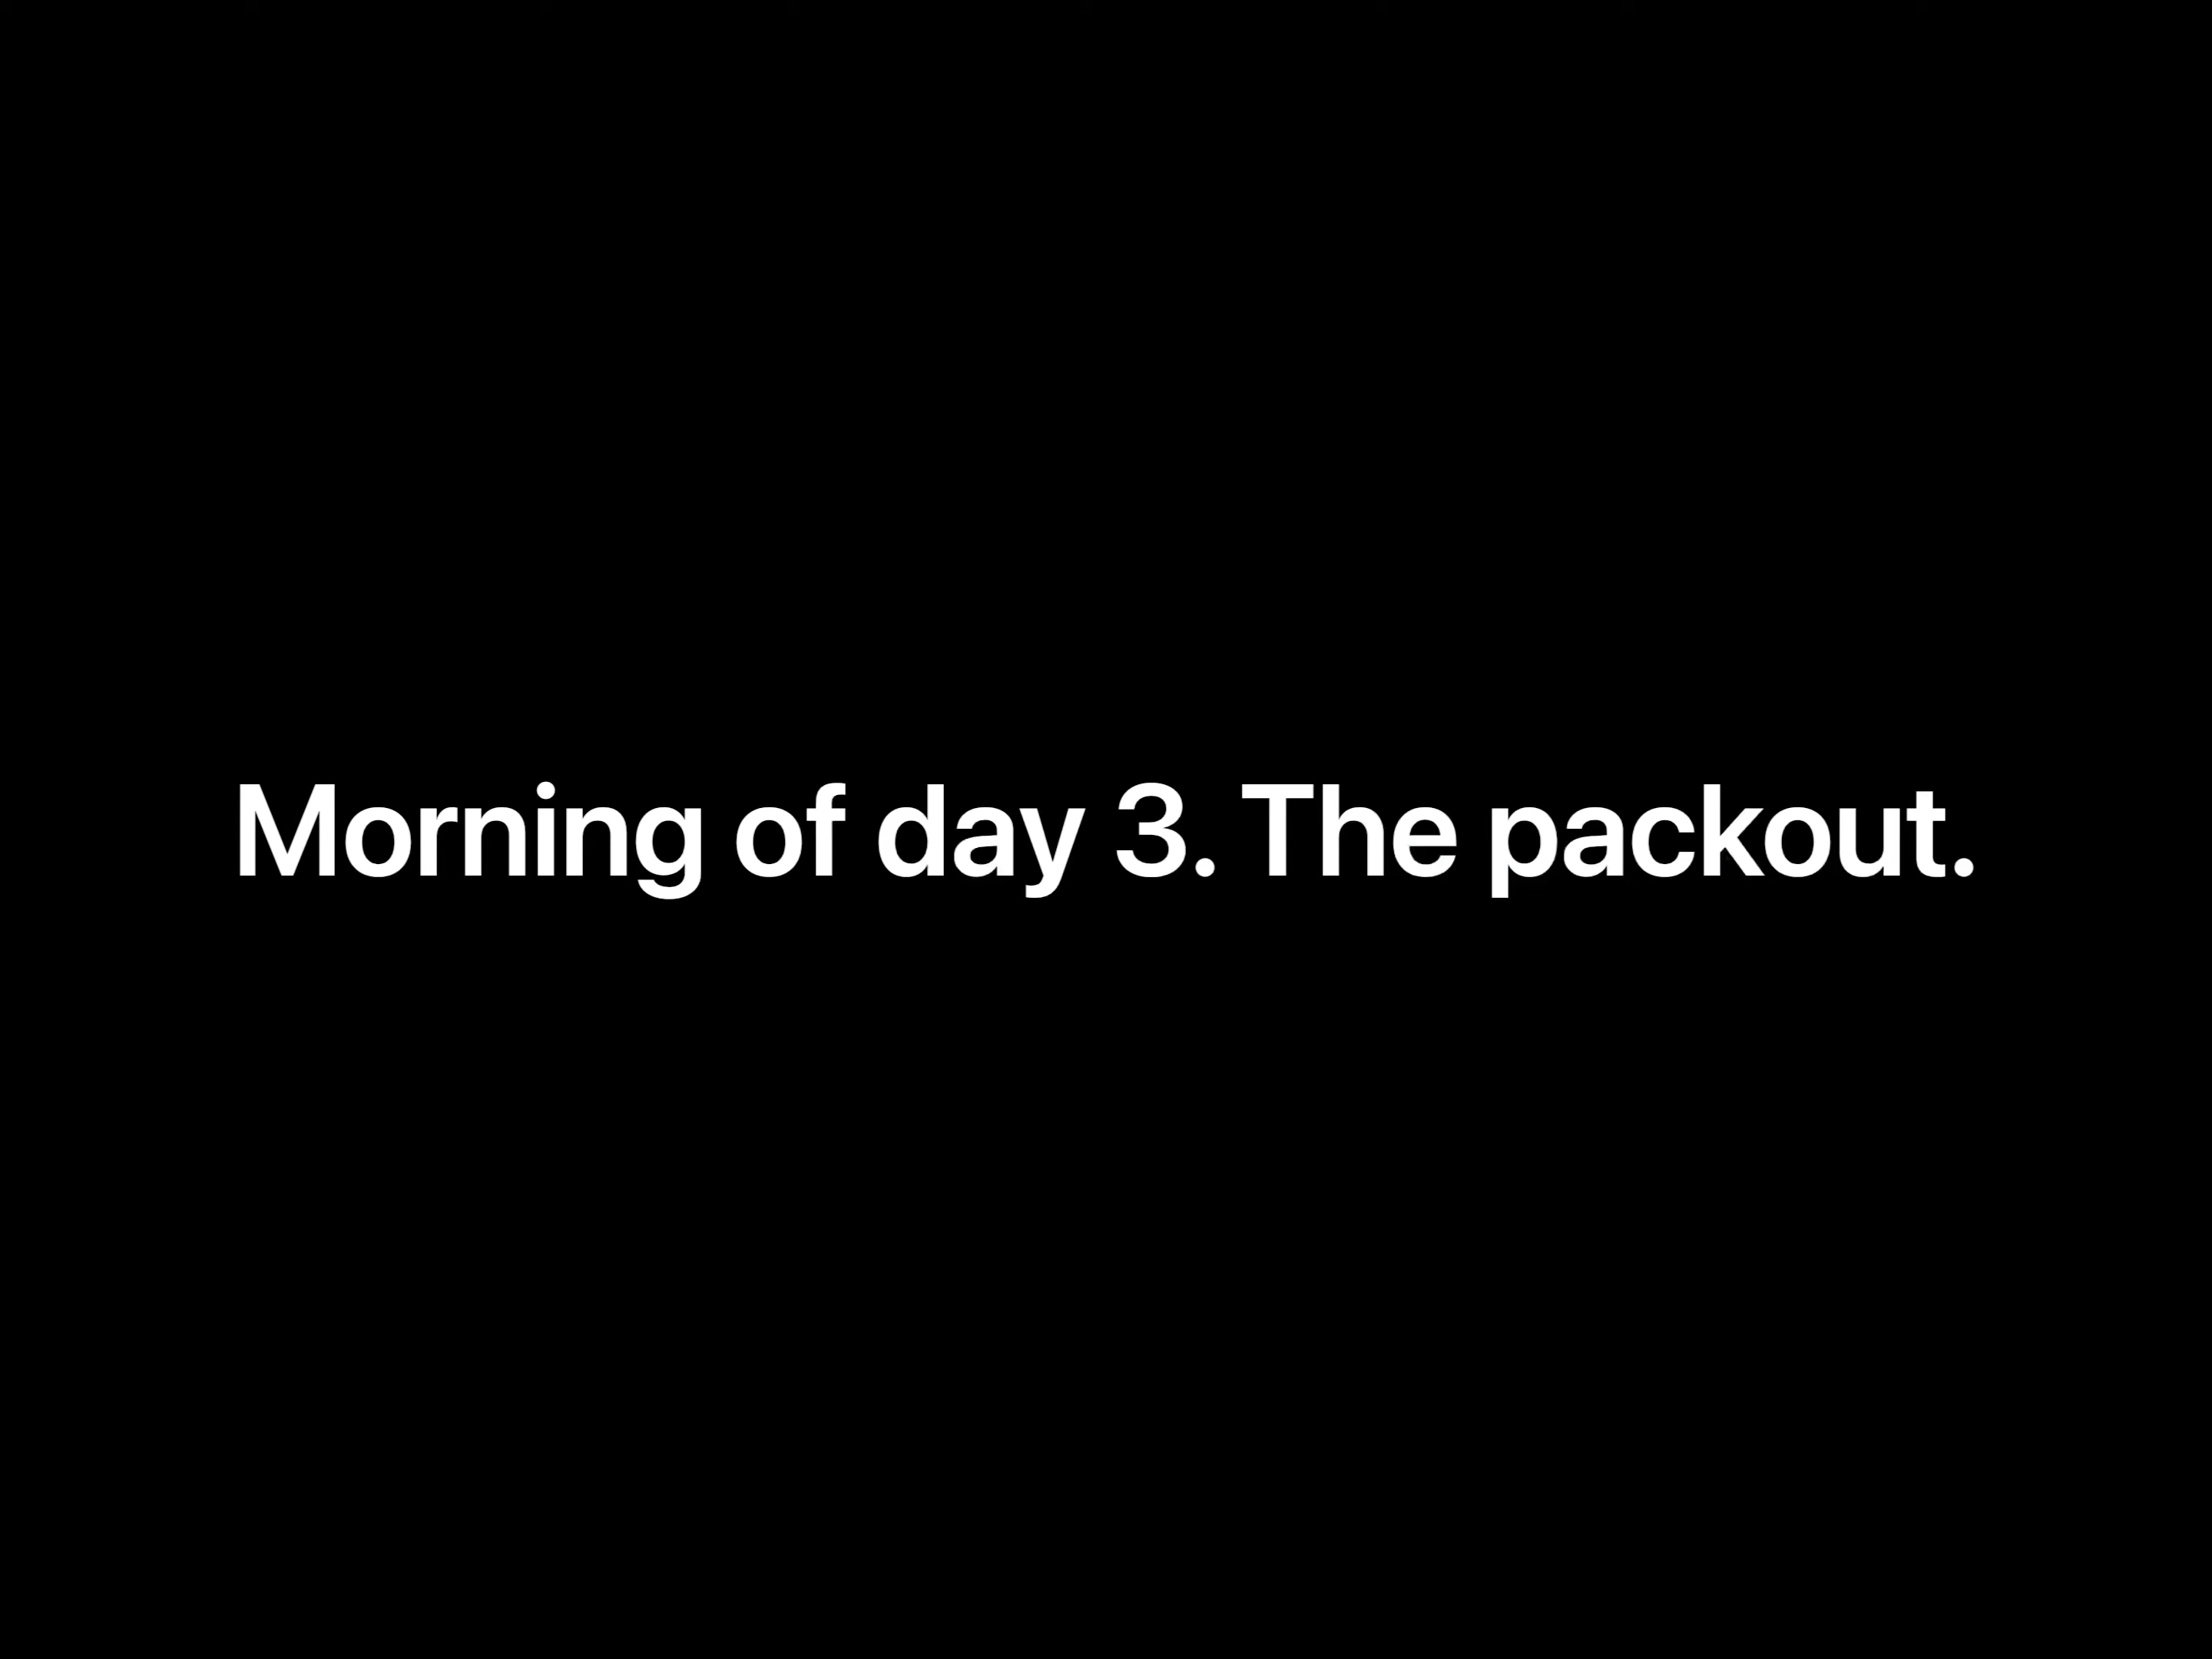 Morning of day 3. The packout.